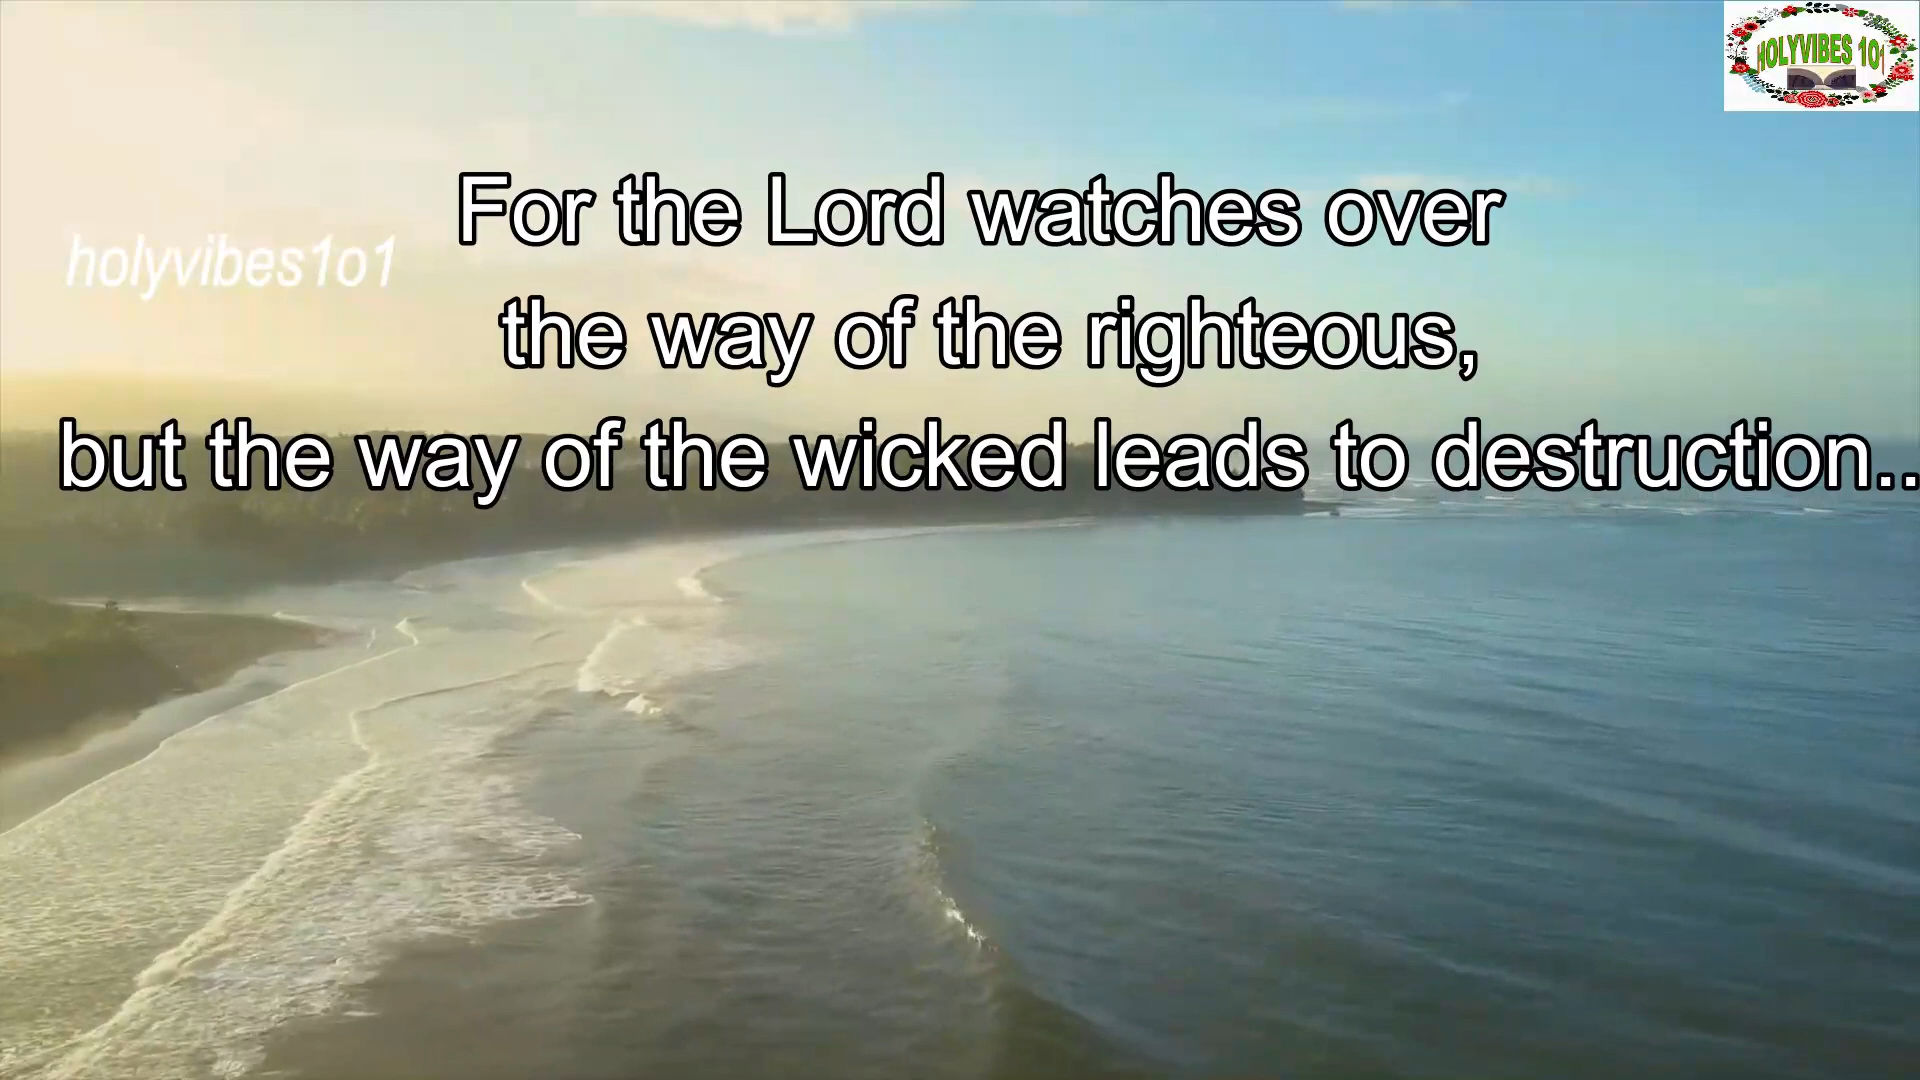 HOLYVIBES 1o1
For the Lord watches over
holyvibes1o1
the way of the righteous,
but the way of the wicked leads to destruction..